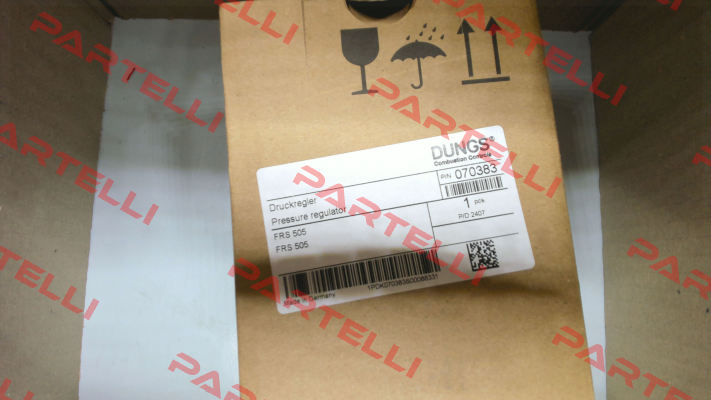 DUNGS®
Combustion Controls
P/N 070383
Druckregler
Pressure regulator
1 pcs.
FRS 505
FRS 505
PID 2407
Made in Germany
PARTELLI
PARTELLI
PARTELLI
PARTELLI
PARTELLI
PARTELLI
PARTELLI
PARTELLI
PARTELLI